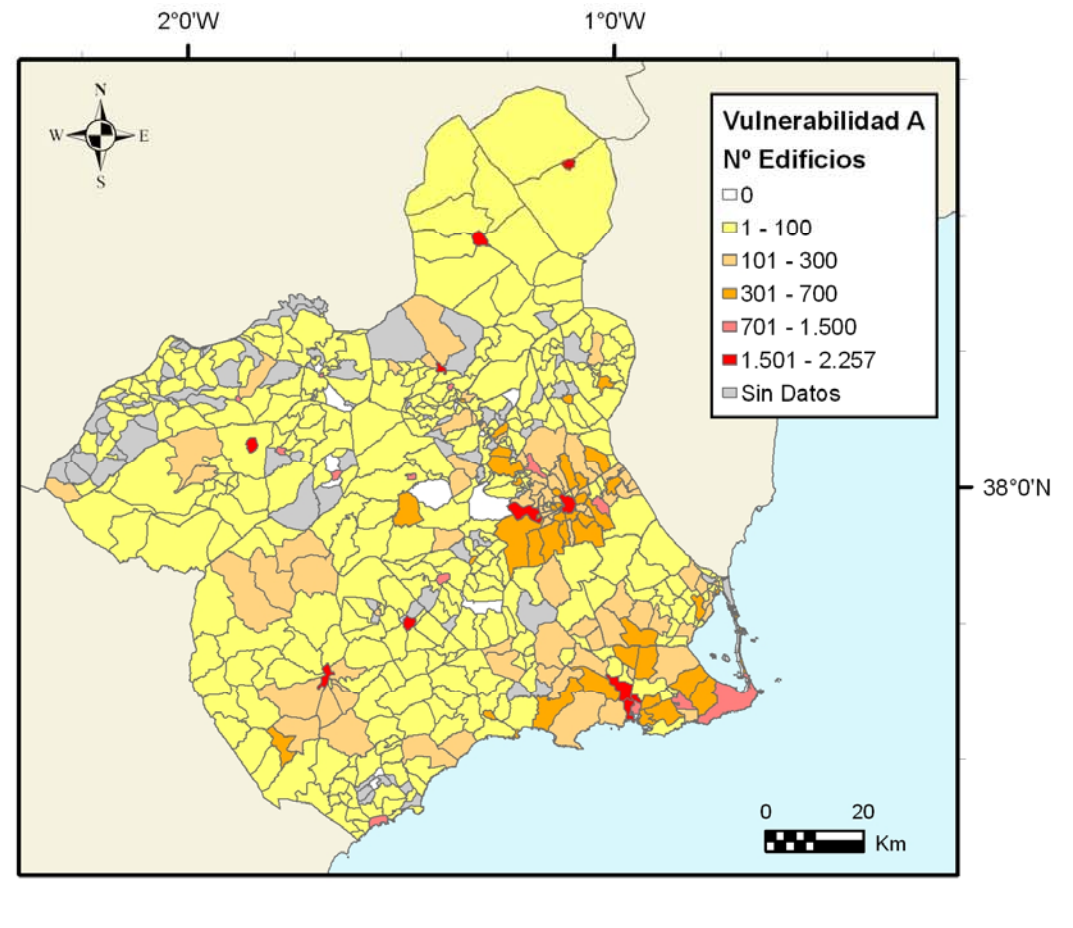 2°0'W 1°0'W
N
W E
S
Vulnerabilidad A
Nº Edificios
0
1 - 100
101 - 300
301 - 700
701 - 1.500
1.501 - 2.257
Sin Datos
38°0'N
0 20
Km